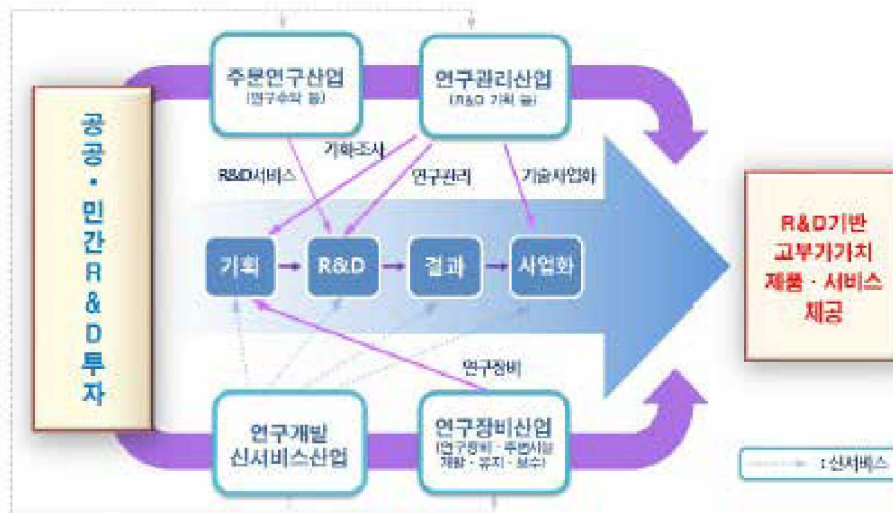 공공·민간R&D투자
주문연구산업
(연구수탁 등)
연구관리산업
(R&D 기획 등)
기획조사
R&D서비스
연구관리
기술사업화
기획
R&D
결과
사업화
R&D기반
고부가가치
제품·서비스
제공
연구장비
연구개발
신서비스산업
연구장비산업
(연구장비·주변시설
개발·유지·보수)
: 신서비스